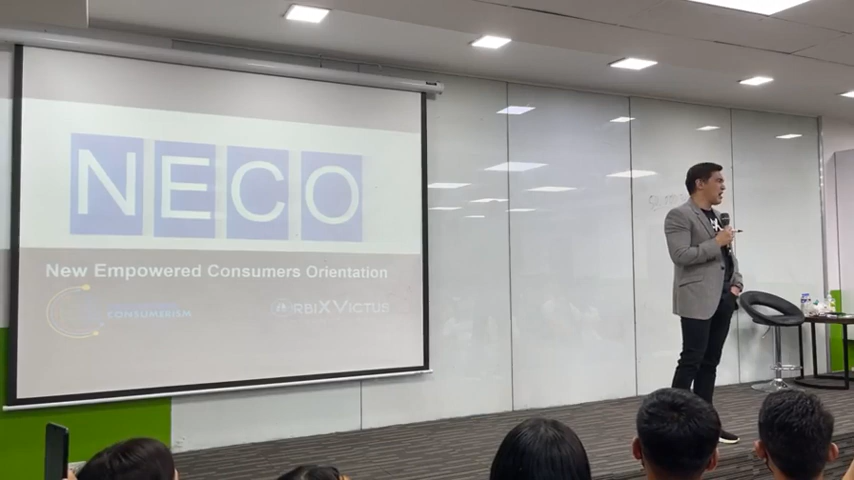 NECO
New Empowered Consumers Orientation
CONSUMERISM
ORBIXVICTUS